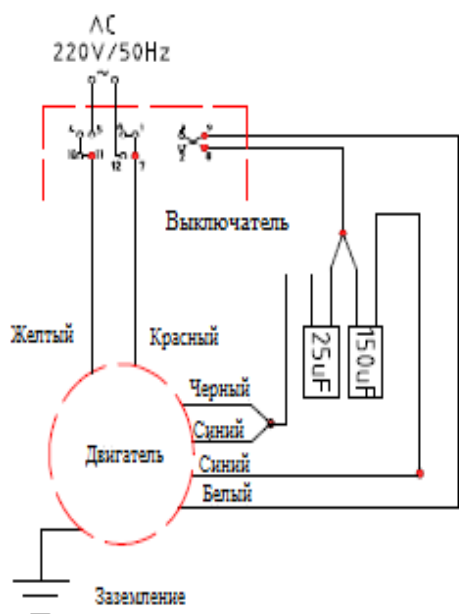 AC
220V/50Hz
~
Выключатель
Желтый
Красный
25uF
150uF
Черный
Синий
Двигатель
Синий
Белый
Заземление